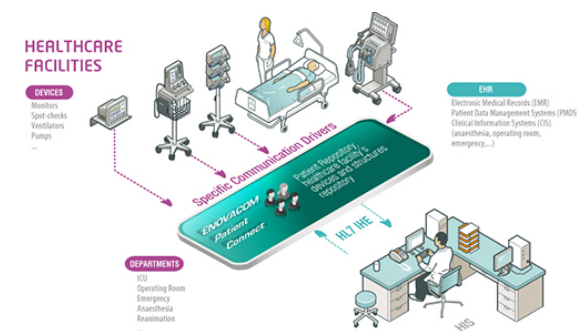 HEALTHCARE
FACILITIES
DEVICES
Monitors
Spot-checks
Ventilators
Pumps
...
EHR
Electronic Medical Records (EMR)
Patient Data Management Systems (PMDS)
Clinical Information Systems (CIS)
(anaesthesia, operating room,
emergency,...)
Specific Communication Drivers
ENOVACOM
Patient
Connect
Patient Repository,
healthcare facility's
devices and structures
repository
HL7 IHE
HIS
DEPARTMENTS
ICU
Operating Room
Emergency
Anaesthesia
Reanimation
...